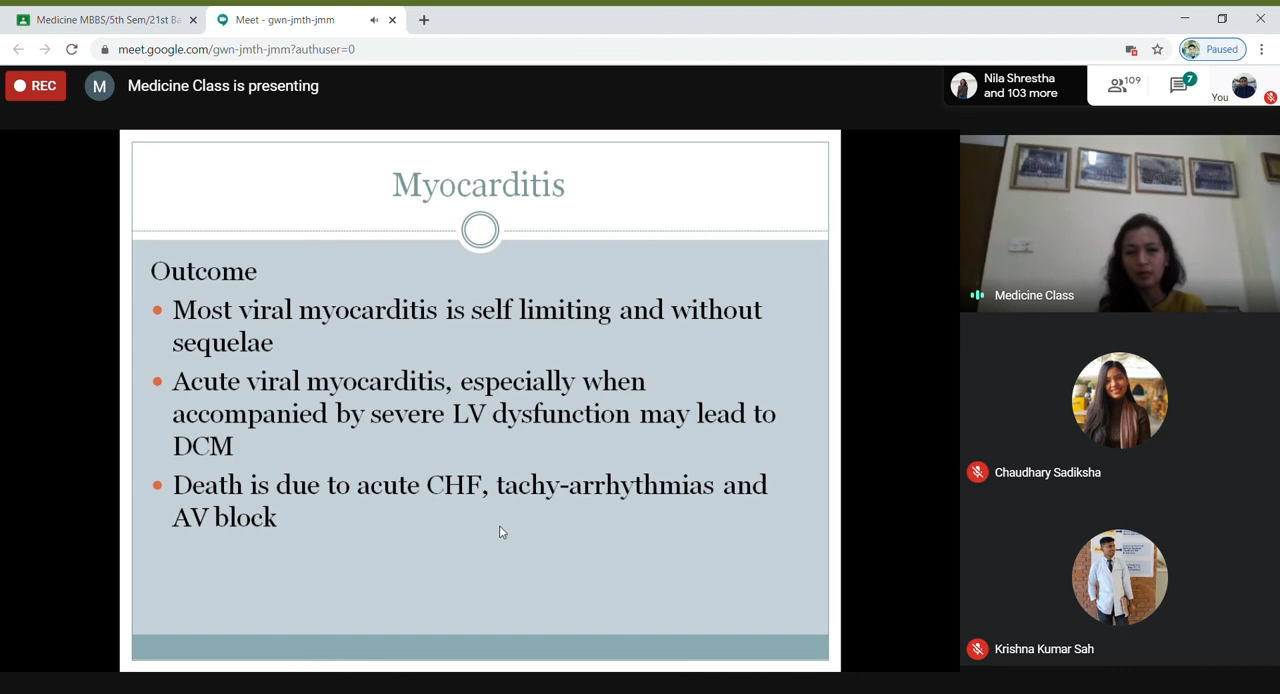 Medicine MBBS/5th Sem/21st Ba
Meet - gwn-jmth-jmm
meet.google.com/gwn-jmth-jmm?authuser=0
Paused
REC
M
Medicine Class is presenting
Nila Shrestha
and 103 more
109
7
You
Myocarditis
Outcome
• Most viral myocarditis is self limiting and without
sequelae
• Acute viral myocarditis, especially when
accompanied by severe LV dysfunction may lead to
DCM
• Death is due to acute CHF, tachy-arrhythmias and
AV block
Medicine Class
Chaudhary Sadiksha
Krishna Kumar Sah